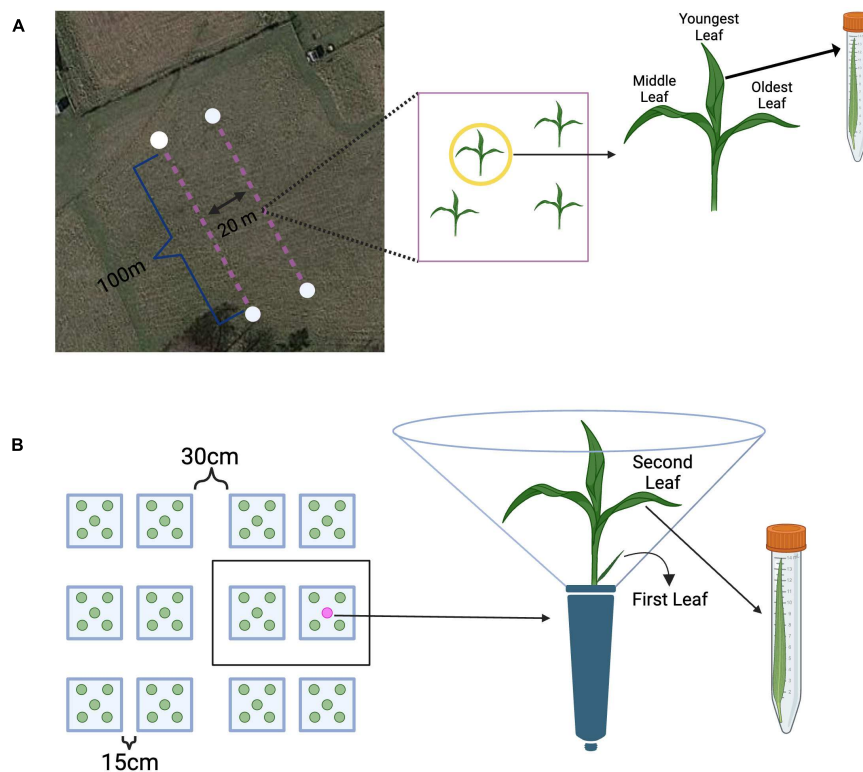 A
Youngest
Leaf
Middle
Leaf
Oldest
Leaf
20 m
100m
B
30cm
Second
Leaf
First Leaf
15cm